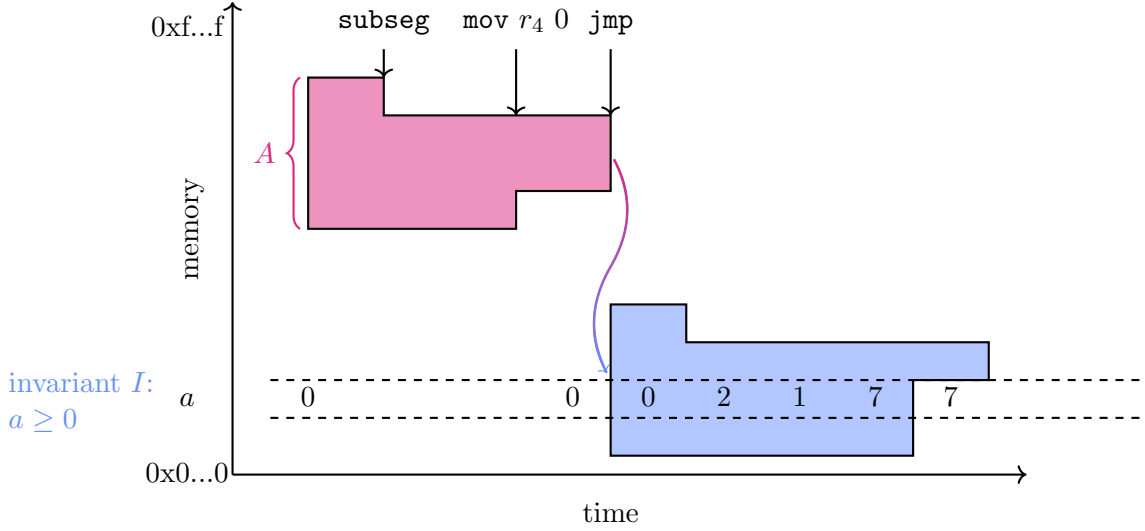 0xf...f
subseg
mov r₄ 0
jmp
A
memory
invariant I:
a ≥ 0
a
0
0
0
2
1
7
7
0x0...0
time